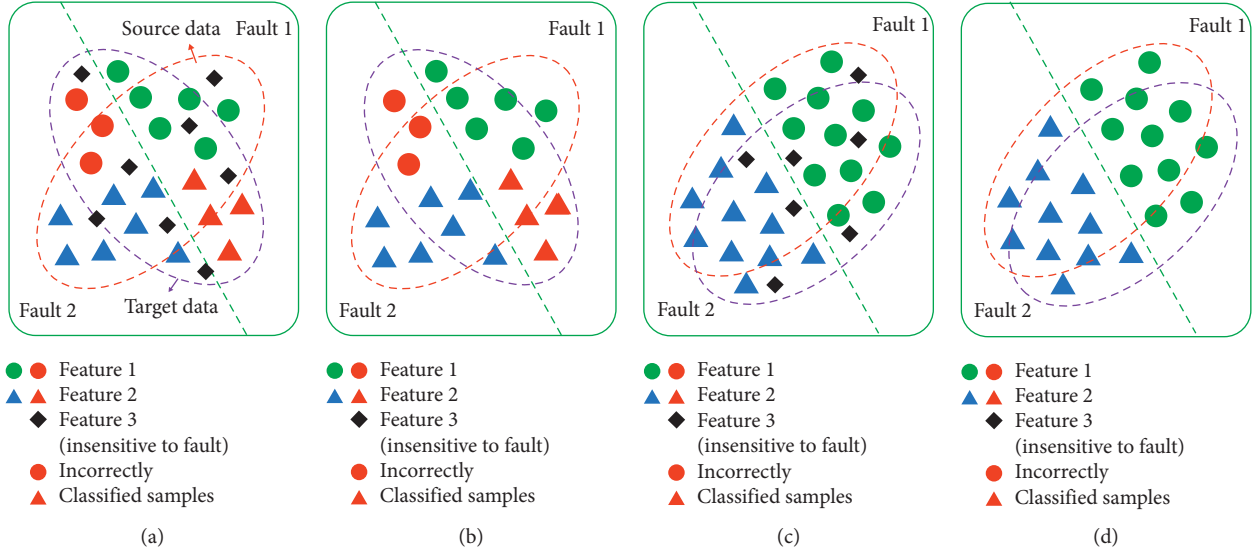 Source data
Fault 1
Fault 2
Target data
Feature 1
Feature 2
Feature 3
(insensitive to fault)
Incorrectly
Classified samples
(a)
Fault 1
Fault 2
Feature 1
Feature 2
Feature 3
(insensitive to fault)
Incorrectly
Classified samples
(b)
Fault 1
Fault 2
Feature 1
Feature 2
Feature 3
(insensitive to fault)
Incorrectly
Classified samples
(c)
Fault 1
Fault 2
Feature 1
Feature 2
Feature 3
(insensitive to fault)
Incorrectly
Classified samples
(d)